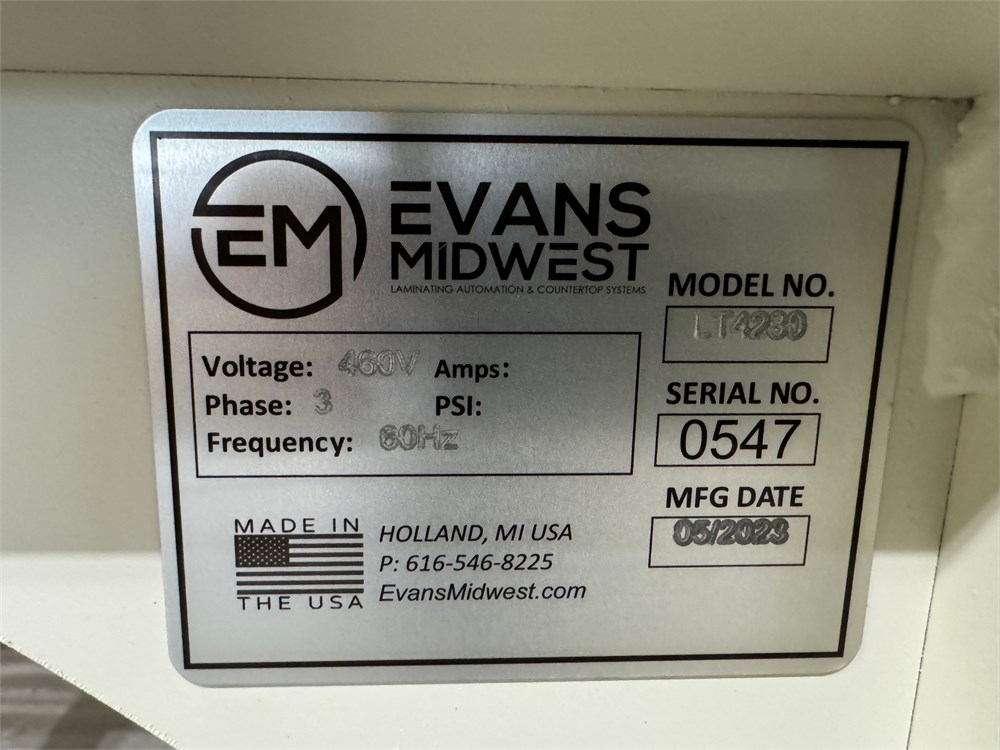 EM
EVANS
MIDWEST
LAMINATING AUTOMATION & COUNTERTOP SYSTEMS
MODEL NO.
LT4230
Voltage: 460V Amps:
Phase: 3 PSI:
Frequency: 60Hz
SERIAL NO.
0547
MFG DATE
05/2023
MADE IN
THE USA
HOLLAND, MI USA
P: 616-546-8225
EvansMidwest.com